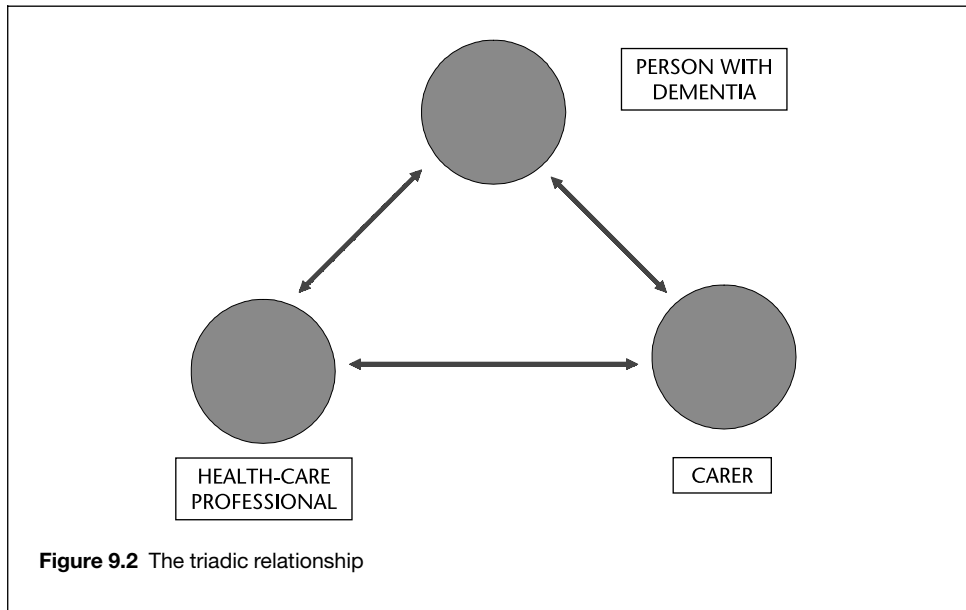 PERSON WITH
DEMENTIA
HEALTH-CARE
PROFESSIONAL
CARER
Figure 9.2 The triadic relationship